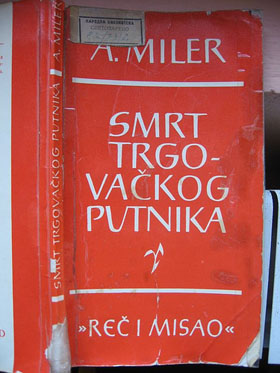 A. MILER
SMRT
TRGO-
VAČKOG
PUTNIKA
»REČ I MISAO«
SMRT TRGOVAČKOG PUTNIKA / A. MILER